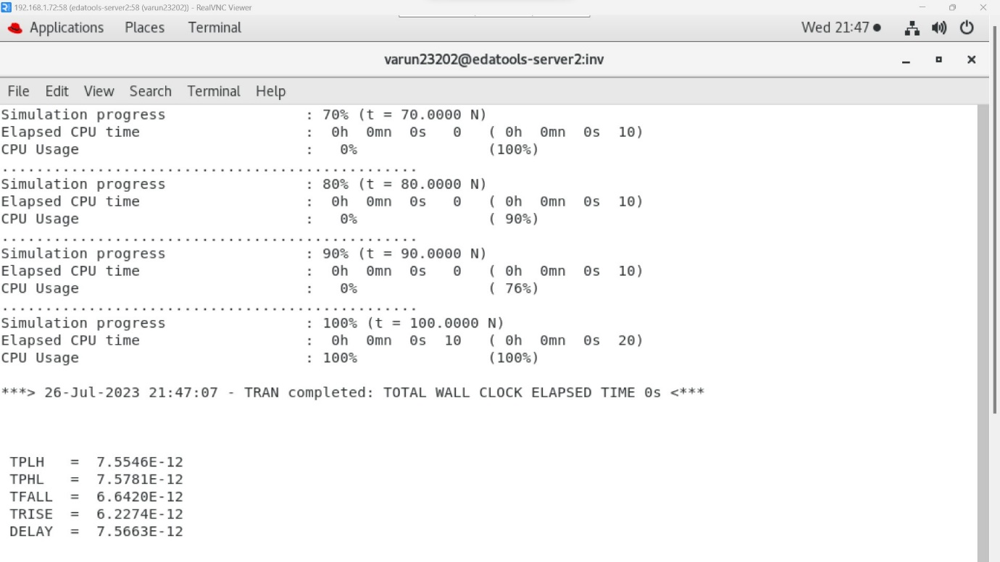 192.168.1.72:58 (edatools-server2:58 (varun23202)) - RealVNC Viewer
Applications Places Terminal Wed 21:47
varun23202@edatools-server2:inv
File Edit View Search Terminal Help
Simulation progress : 70% (t = 70.0000 N)
Elapsed CPU time : 0h 0mn 0s 0 ( 0h 0mn 0s 10)
CPU Usage : 0% (100%)
................................................
Simulation progress : 80% (t = 80.0000 N)
Elapsed CPU time : 0h 0mn 0s 0 ( 0h 0mn 0s 10)
CPU Usage : 0% ( 90%)
................................................
Simulation progress : 90% (t = 90.0000 N)
Elapsed CPU time : 0h 0mn 0s 0 ( 0h 0mn 0s 10)
CPU Usage : 0% ( 76%)
................................................
Simulation progress : 100% (t = 100.0000 N)
Elapsed CPU time : 0h 0mn 0s 10 ( 0h 0mn 0s 20)
CPU Usage : 100% (100%)
***> 26-Jul-2023 21:47:07 - TRAN completed: TOTAL WALL CLOCK ELAPSED TIME 0s <***
TPLH = 7.5546E-12
TPHL = 7.5781E-12
TFALL = 6.6420E-12
TRISE = 6.2274E-12
DELAY = 7.5663E-12